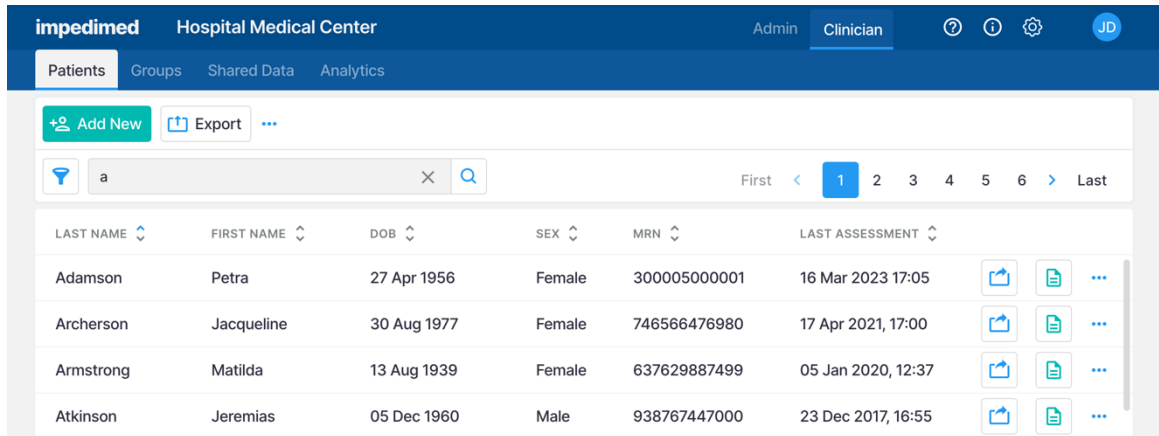 impedimed Hospital Medical Center Admin Clinician JD
Patients Groups Shared Data Analytics
Add New Export
a First 1 2 3 4 5 6 Last
LAST NAME FIRST NAME DOB SEX MRN LAST ASSESSMENT
Adamson Petra 27 Apr 1956 Female 300005000001 16 Mar 2023 17:05
Archerson Jacqueline 30 Aug 1977 Female 746566476980 17 Apr 2021, 17:00
Armstrong Matilda 13 Aug 1939 Female 637629887499 05 Jan 2020, 12:37
Atkinson Jeremias 05 Dec 1960 Male 938767447000 23 Dec 2017, 16:55